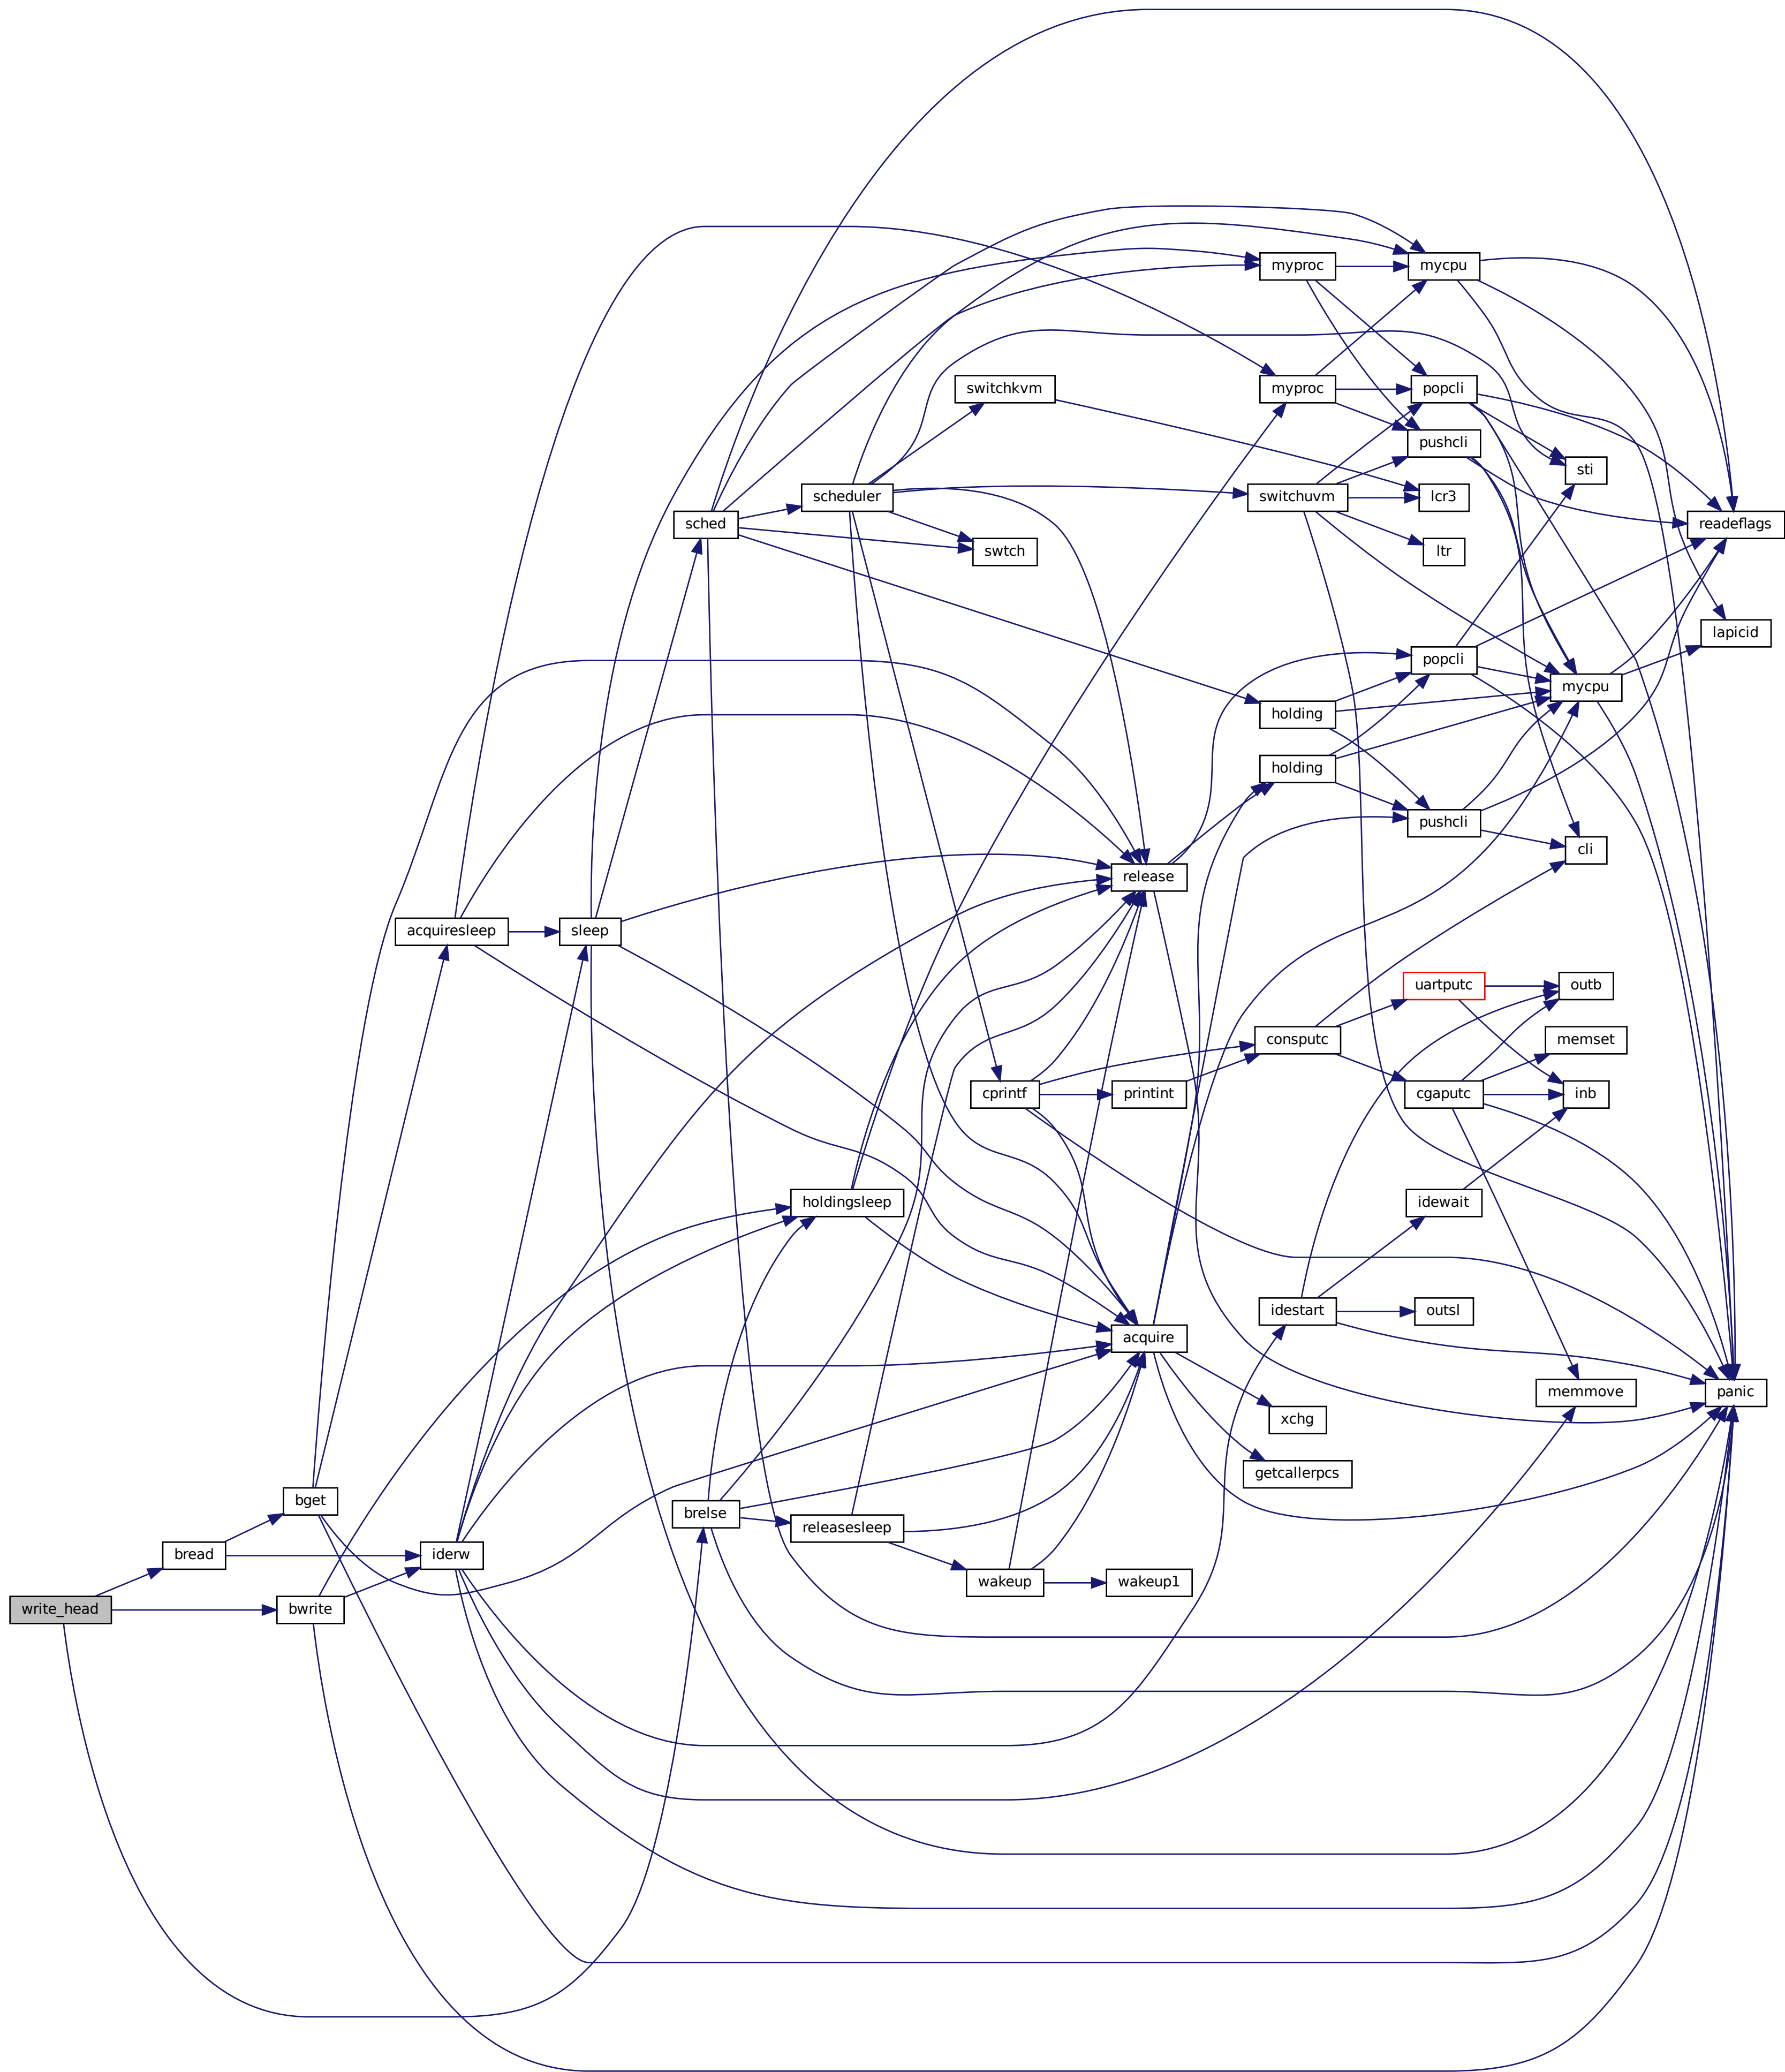 myproc
mycpu
switchkvm
myproc
popcli
pushcli
sti
scheduler
switchuvm
lcr3
sched
readeflags
swtch
ltr
lapicid
popcli
mycpu
holding
holding
pushcli
cli
release
acquiresleep
sleep
uartputc
outb
consputc
memset
cprintf
printint
cgaputc
inb
holdingsleep
idewait
idestart
outsl
acquire
memmove
panic
xchg
getcallerpcs
bget
brelse
releasesleep
bread
iderw
wakeup
wakeup1
write_head
bwrite